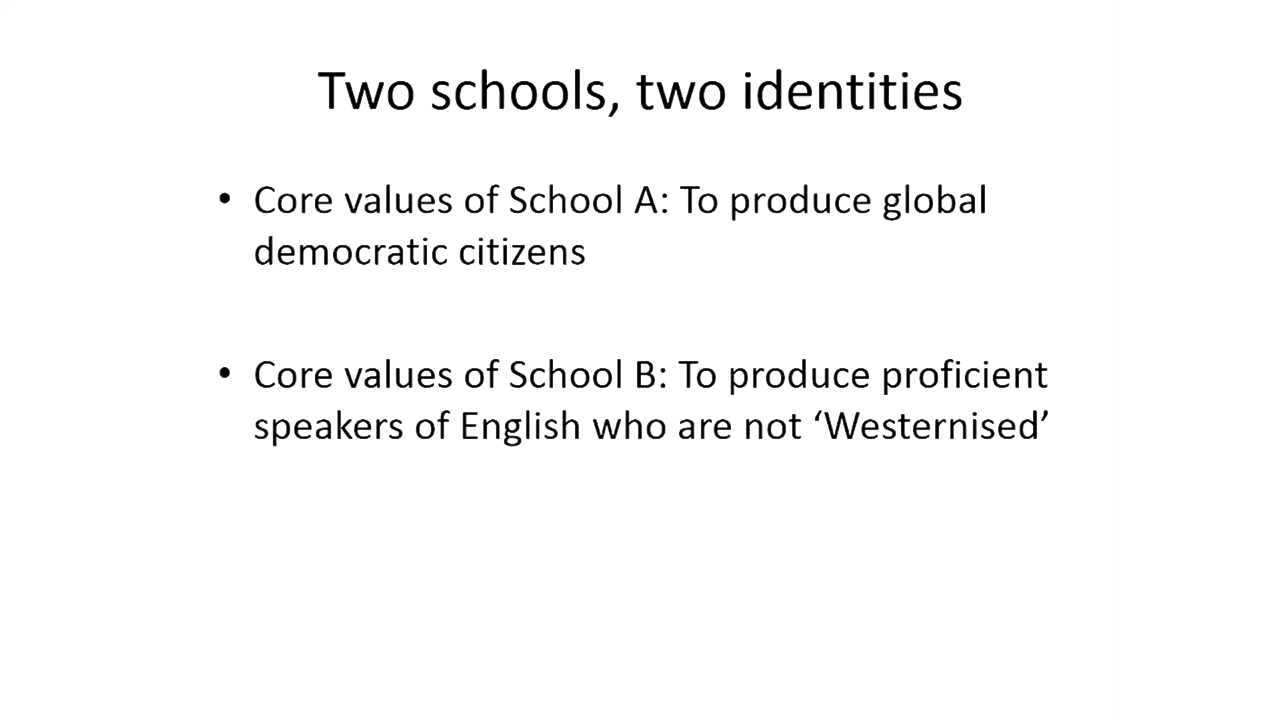 Two schools, two identities
• Core values of School A: To produce global
democratic citizens
• Core values of School B: To produce proficient
speakers of English who are not ‘Westernised’